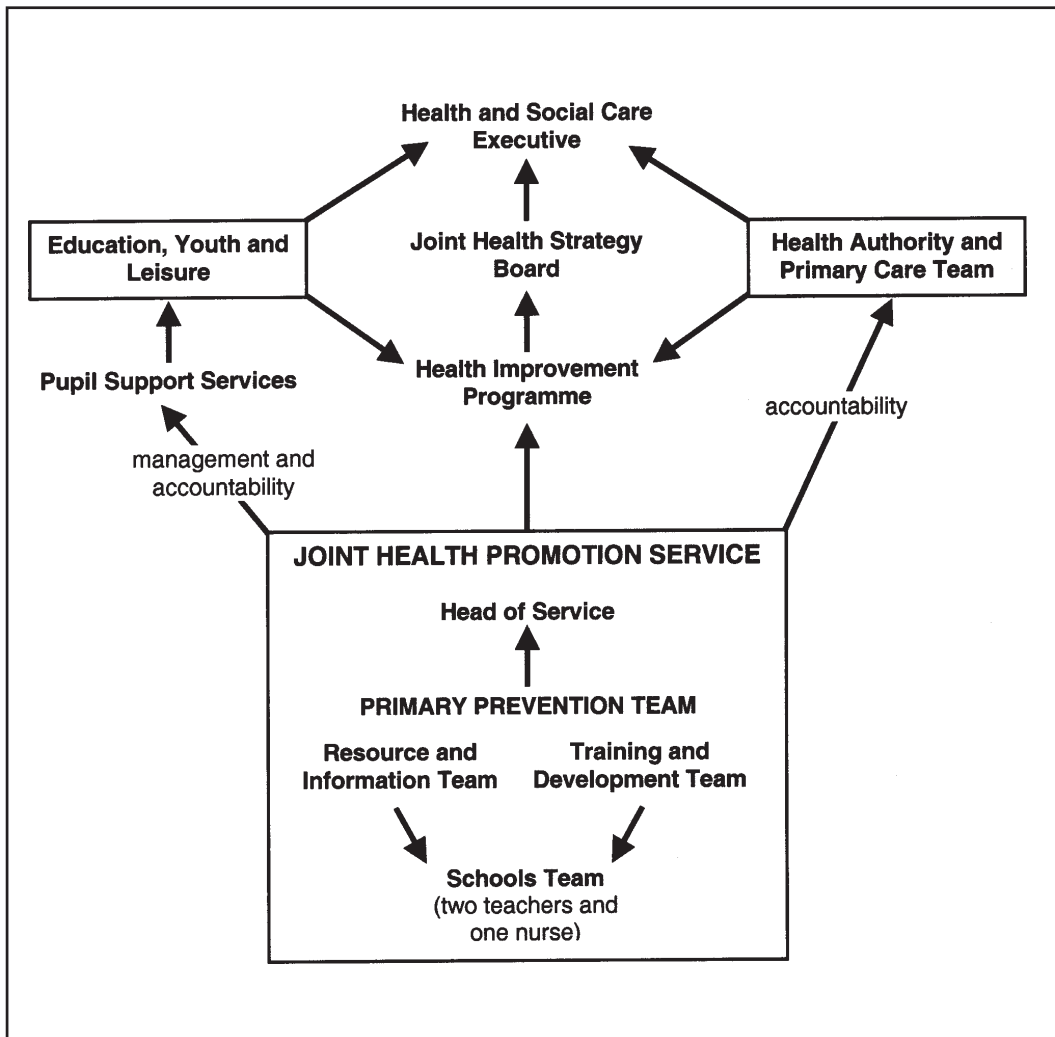 Health and Social Care
Executive
Education, Youth and
Leisure
Joint Health Strategy
Board
Health Authority and
Primary Care Team
Pupil Support Services
Health Improvement
Programme
accountability
management and
accountability
JOINT HEALTH PROMOTION SERVICE
Head of Service
PRIMARY PREVENTION TEAM
Resource and
Information Team
Training and
Development Team
Schools Team
(two teachers and
one nurse)